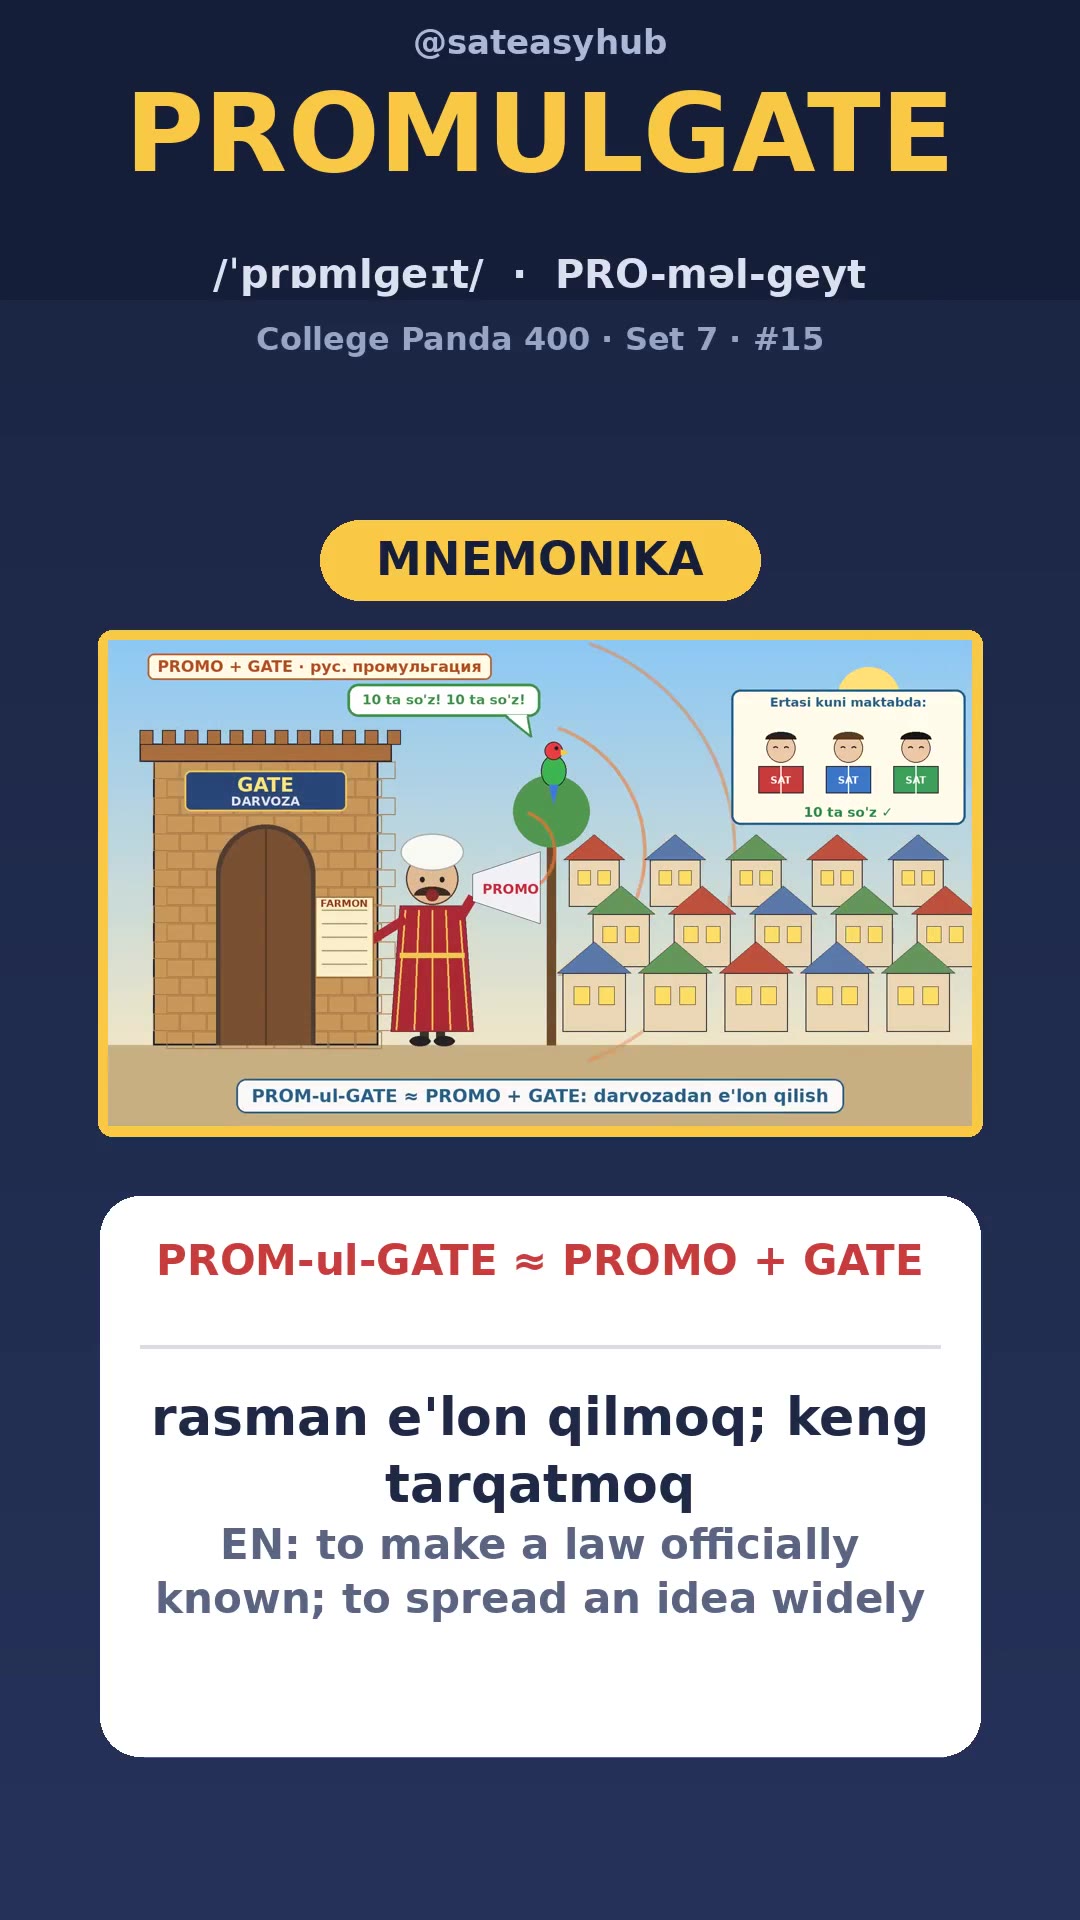 @sateasyhub
PROMULGATE
/ˈprɒmlɡeɪt/ · PRO-məl-geyt
College Panda 400 · Set 7 · #15
MNEMONIKA
PROMO + GATE · рус. промульгация
10 ta so'z! 10 ta so'z!
Ertasi kuni maktabda:
SAT SAT SAT
10 ta so'z ✓
GATE
DARVOZA
PROMO
FARMON
PROM-ul-GATE ≈ PROMO + GATE: darvozadan e'lon qilish
PROM-ul-GATE ≈ PROMO + GATE
rasman e'lon qilmoq; keng
tarqatmoq
EN: to make a law officially
known; to spread an idea widely